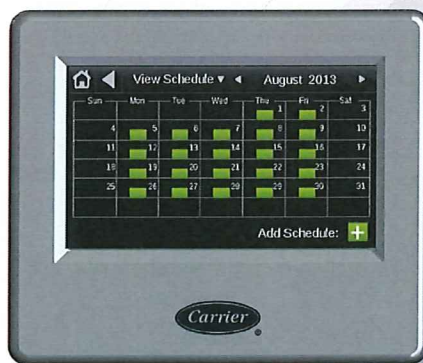 View Schedule ▾ ◂ August 2013 ▸
Sun Mon Tue Wed Thu Fri Sat
1 2 3
4 5 6 7 8 9 10
11 12 13 14 15 16 17
18 19 20 21 22 23 24
25 26 27 28 29 30 31
Add Schedule: +
Carrier ®